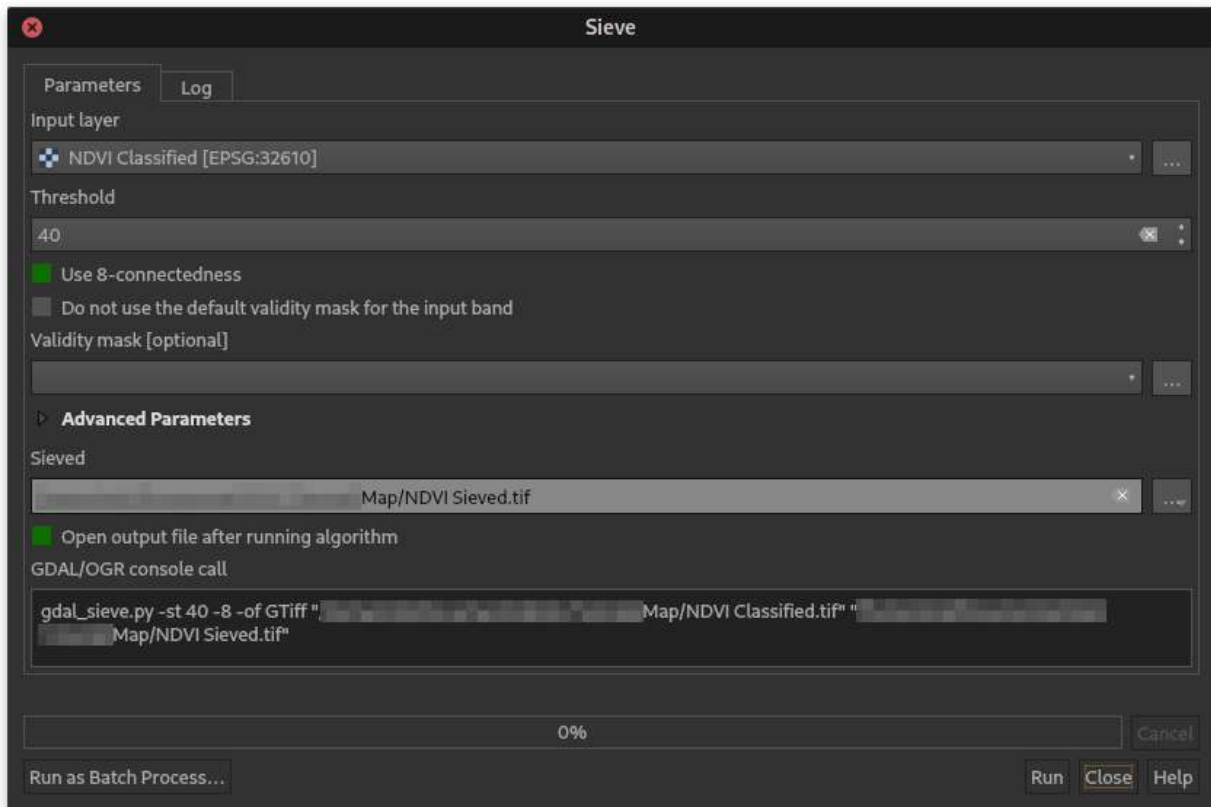 Sieve
Parameters
Log
Input layer
NDVI Classified [EPSG:32610]
...
Threshold
40
Use 8-connectedness
Do not use the default validity mask for the input band
Validity mask [optional]
...
Advanced Parameters
Sieved
Map/NDVI Sieved.tif
...
Open output file after running algorithm
GDAL/OGR console call
gdal_sieve.py -st 40 -8 -of GTiff " Map/NDVI Classified.tif" "
Map/NDVI Sieved.tif"
0%
Cancel
Run as Batch Process...
Run
Close
Help